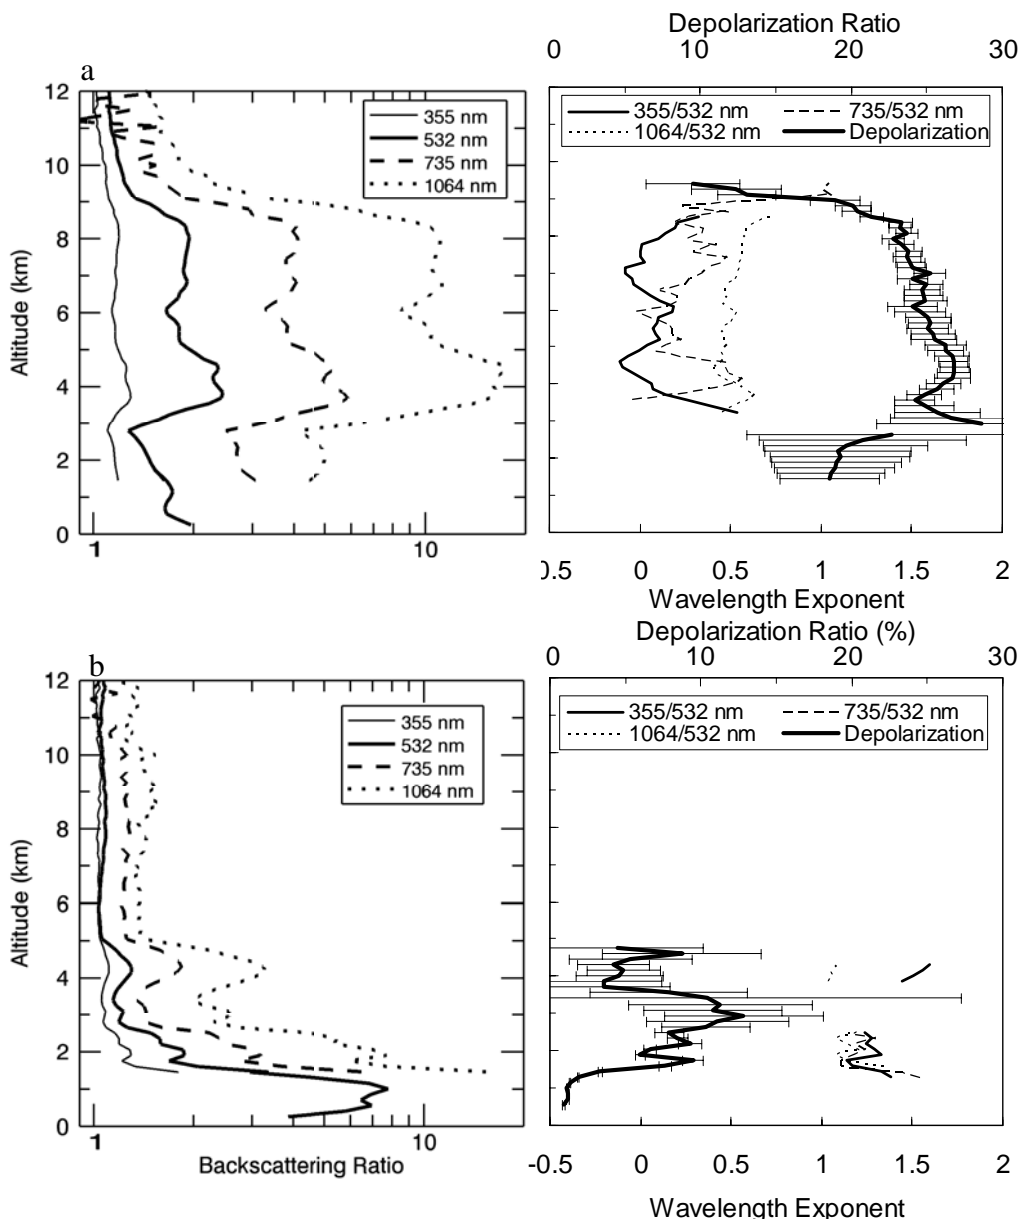 Depolarization Ratio
0 10 20 30
a
12
10
8
6
4
2
0
Altitude (km)
355 nm
532 nm
735 nm
1064 nm
1 10
355/532 nm 735/532 nm
1064/532 nm Depolarization
0.5 0 0.5 1 1.5 2
Wavelength Exponent
Depolarization Ratio (%)
0 10 20 30
b
12
10
8
6
4
2
0
Altitude (km)
355 nm
532 nm
735 nm
1064 nm
1 10
Backscattering Ratio
355/532 nm 735/532 nm
1064/532 nm Depolarization
-0.5 0 0.5 1 1.5 2
Wavelength Exponent